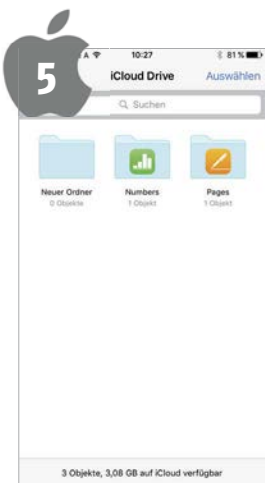 5
A 10:27 81 %
iCloud Drive Auswählen
Suchen
Neuer Ordner Numbers Pages
0 Objekte 1 Objekt 1 Objekt
3 Objekte, 3,08 GB auf iCloud verfügbar